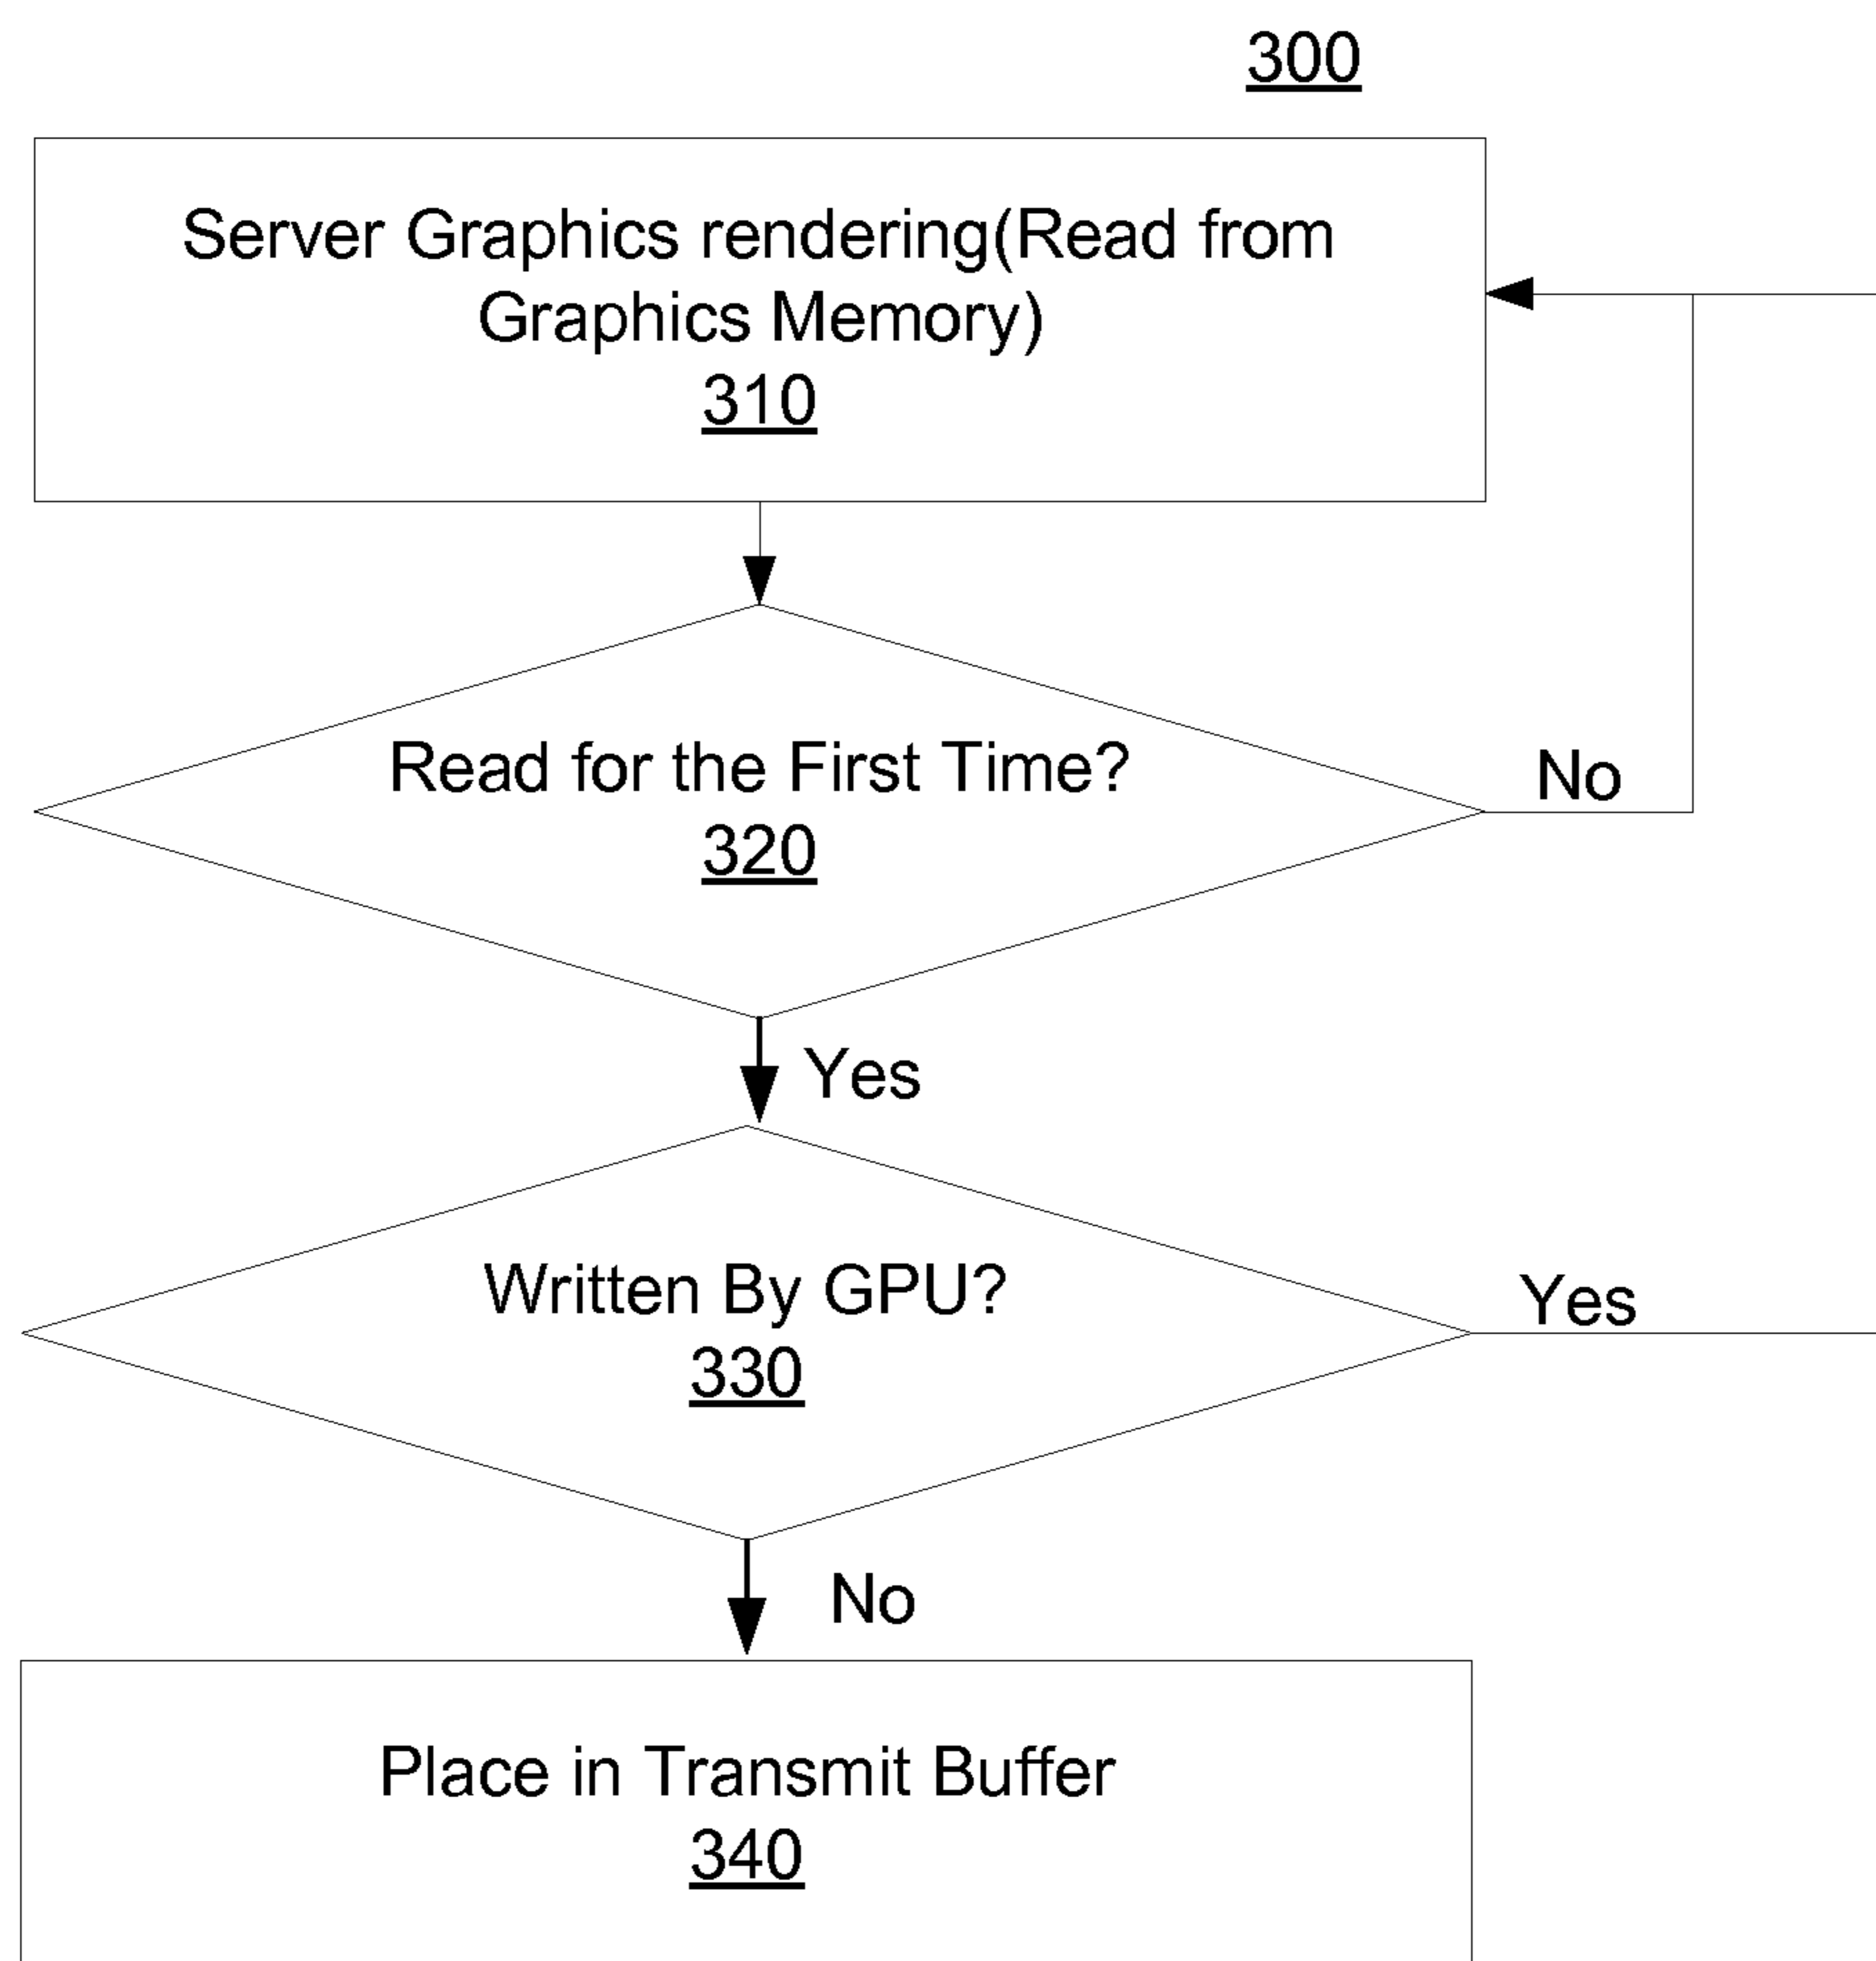 300
Server Graphics rendering(Read from
Graphics Memory)
310
Read for the First Time?
320
No
Yes
Written By GPU?
330
Yes
No
Place in Transmit Buffer
340